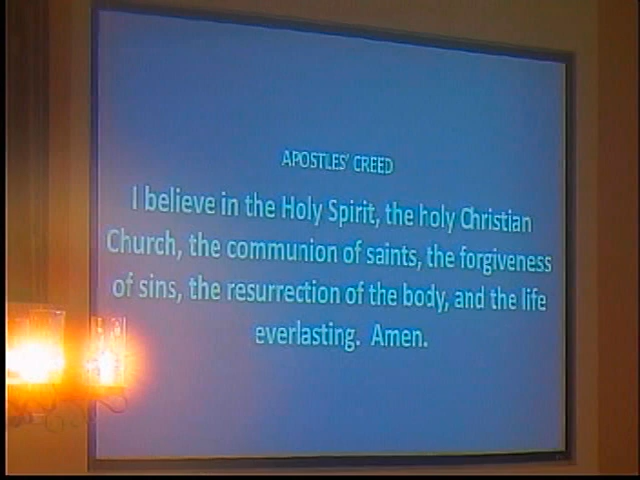 APOSTLES' CREED
I believe in the Holy Spirit, the holy Christian
Church, the communion of saints, the forgiveness
of sins, the resurrection of the body, and the life
everlasting. Amen.